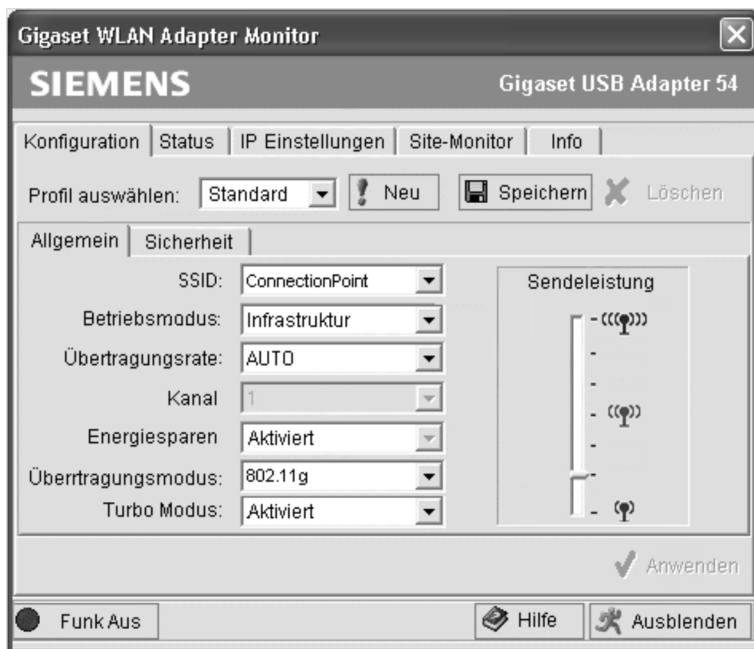 Gigaset WLAN Adapter Monitor
SIEMENS Gigaset USB Adapter 54
Konfiguration Status IP Einstellungen Site-Monitor Info
Profil auswählen: Standard Neu Speichern Löschen
Allgemein Sicherheit
SSID: ConnectionPoint
Betriebsmodus: Infrastruktur
Übertragungsrate: AUTO
Kanal 1
Energiesparen Aktiviert
Überrtragungsmodus: 802.11g
Turbo Modus: Aktiviert
Sendeleistung
Anwenden
Funk Aus Hilfe Ausblenden